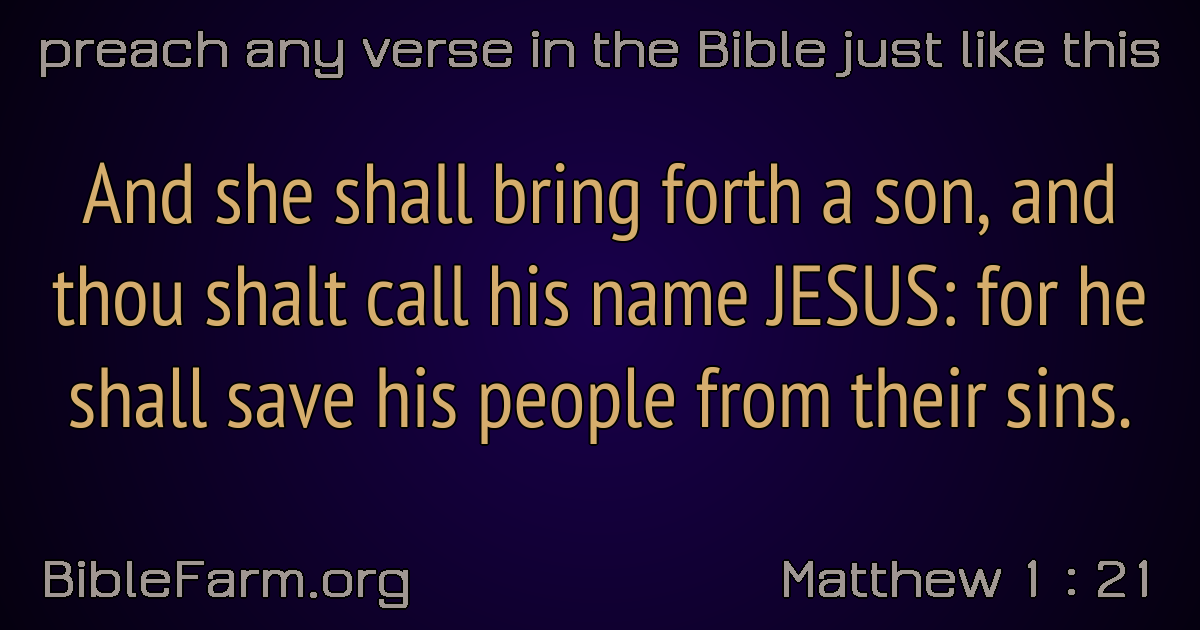 preach any verse in the Bible just like this
And she shall bring forth a son, and
thou shalt call his name JESUS: for he
shall save his people from their sins.
BibleFarm.org
Matthew 1 : 21